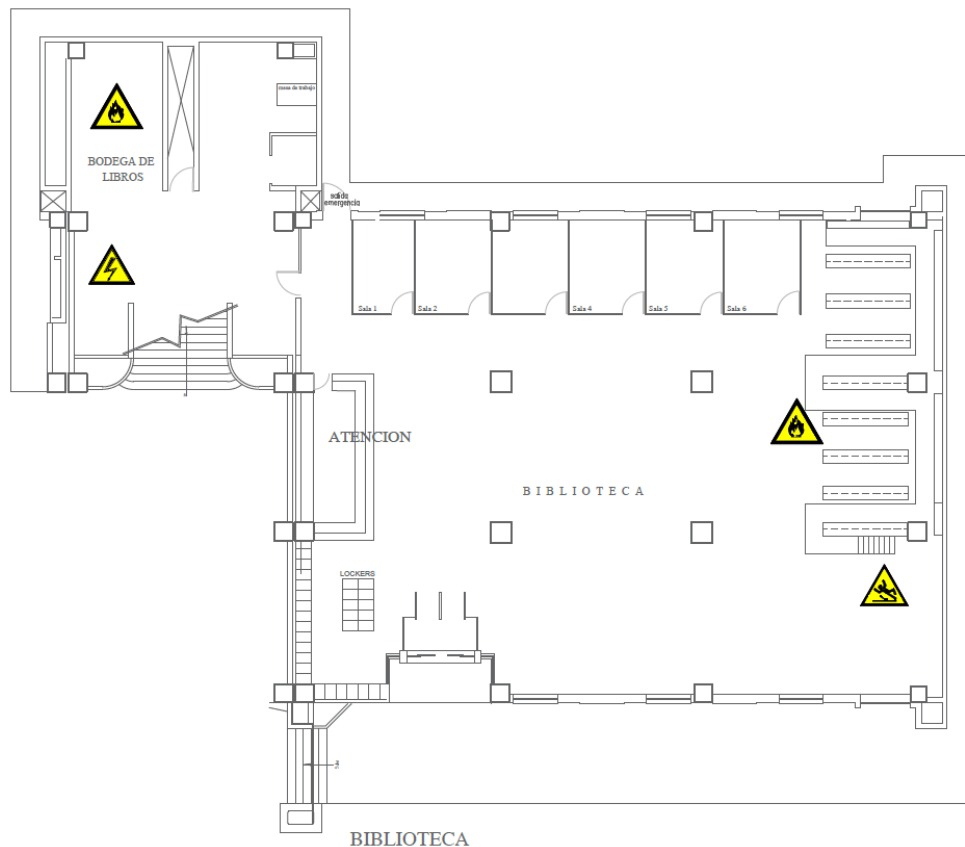 mesa de trabajo
BODEGA DE
LIBROS
salida
emergencia
Sala 1
Sala 2
Sala 4
Sala 5
Sala 6
ATENCION
BIBLIOTECA
LOCKERS
BIBLIOTECA